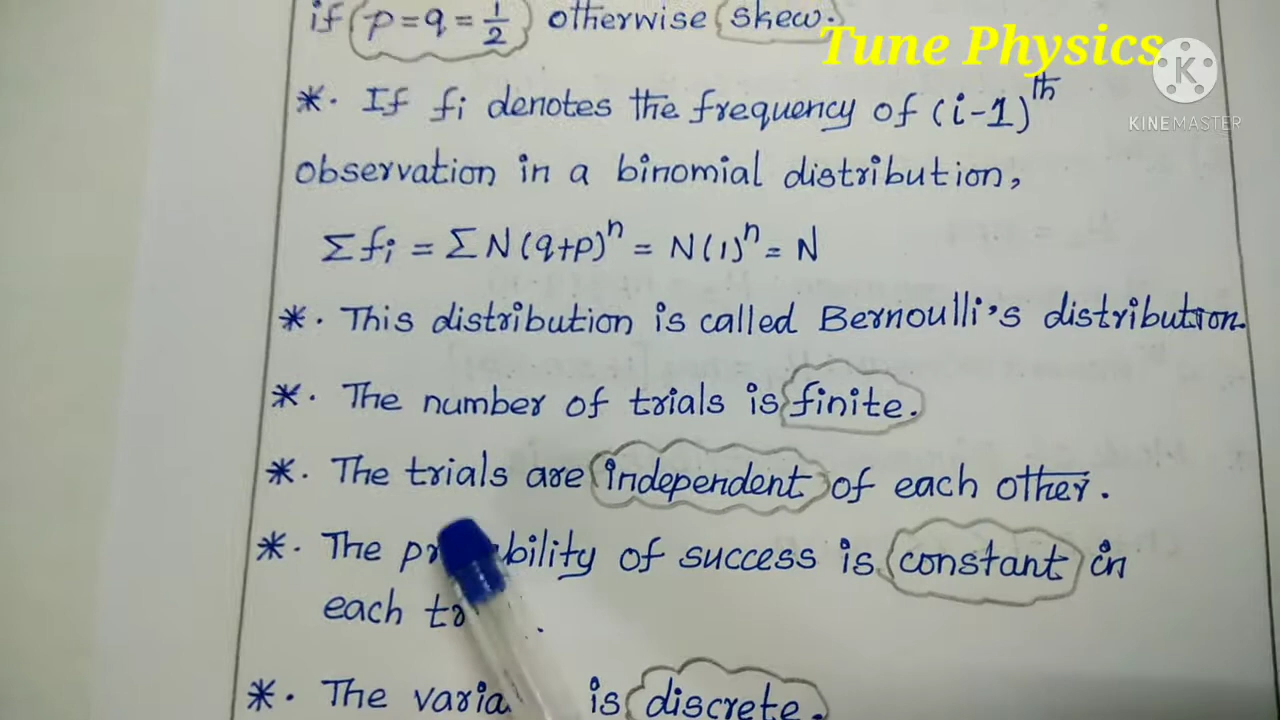 if p = q = 1/2 otherwise skew.
Tune Physics
K
KINEMASTER
*. If fi denotes the frequency of (i-1)th
observation in a binomial distribution,
Σfi = ΣN(q+p)^n = N(1)^n = N
*. This distribution is called Bernoulli's distribution.
*. The number of trials is finite.
*. The trials are independent of each other.
*. The of success is constant in
each
*. The is discrete.